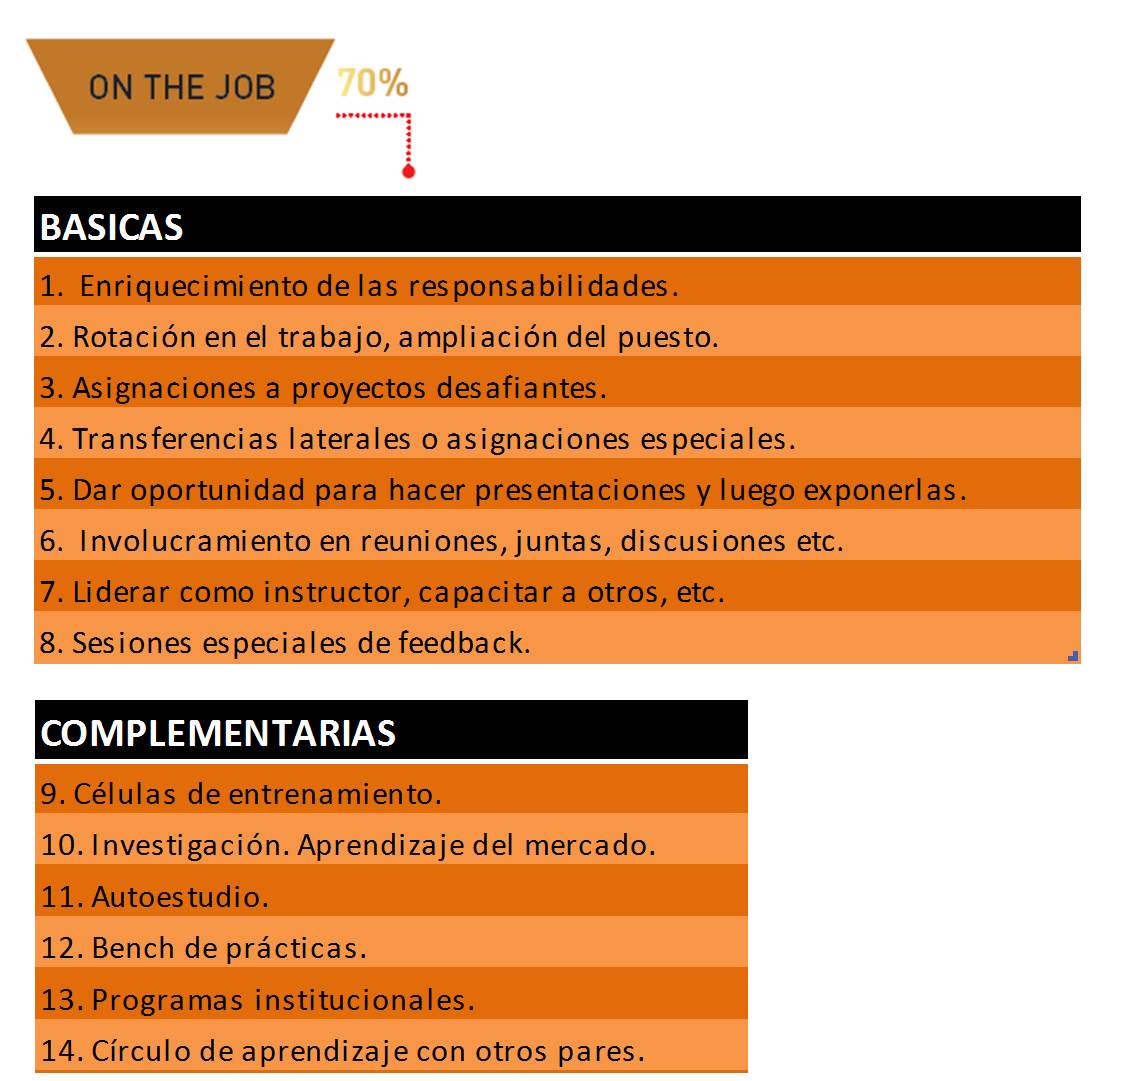 ON THE JOB 70%
BASICAS
1. Enriquecimiento de las responsabilidades.
2. Rotación en el trabajo, ampliación del puesto.
3. Asignaciones a proyectos desafiantes.
4. Transferencias laterales o asignaciones especiales.
5. Dar oportunidad para hacer presentaciones y luego exponerlas.
6. Involucramiento en reuniones, juntas, discusiones etc.
7. Liderar como instructor, capacitar a otros, etc.
8. Sesiones especiales de feedback.
COMPLEMENTARIAS
9. Células de entrenamiento.
10. Investigación. Aprendizaje del mercado.
11. Autoestudio.
12. Bench de prácticas.
13. Programas institucionales.
14. Círculo de aprendizaje con otros pares.